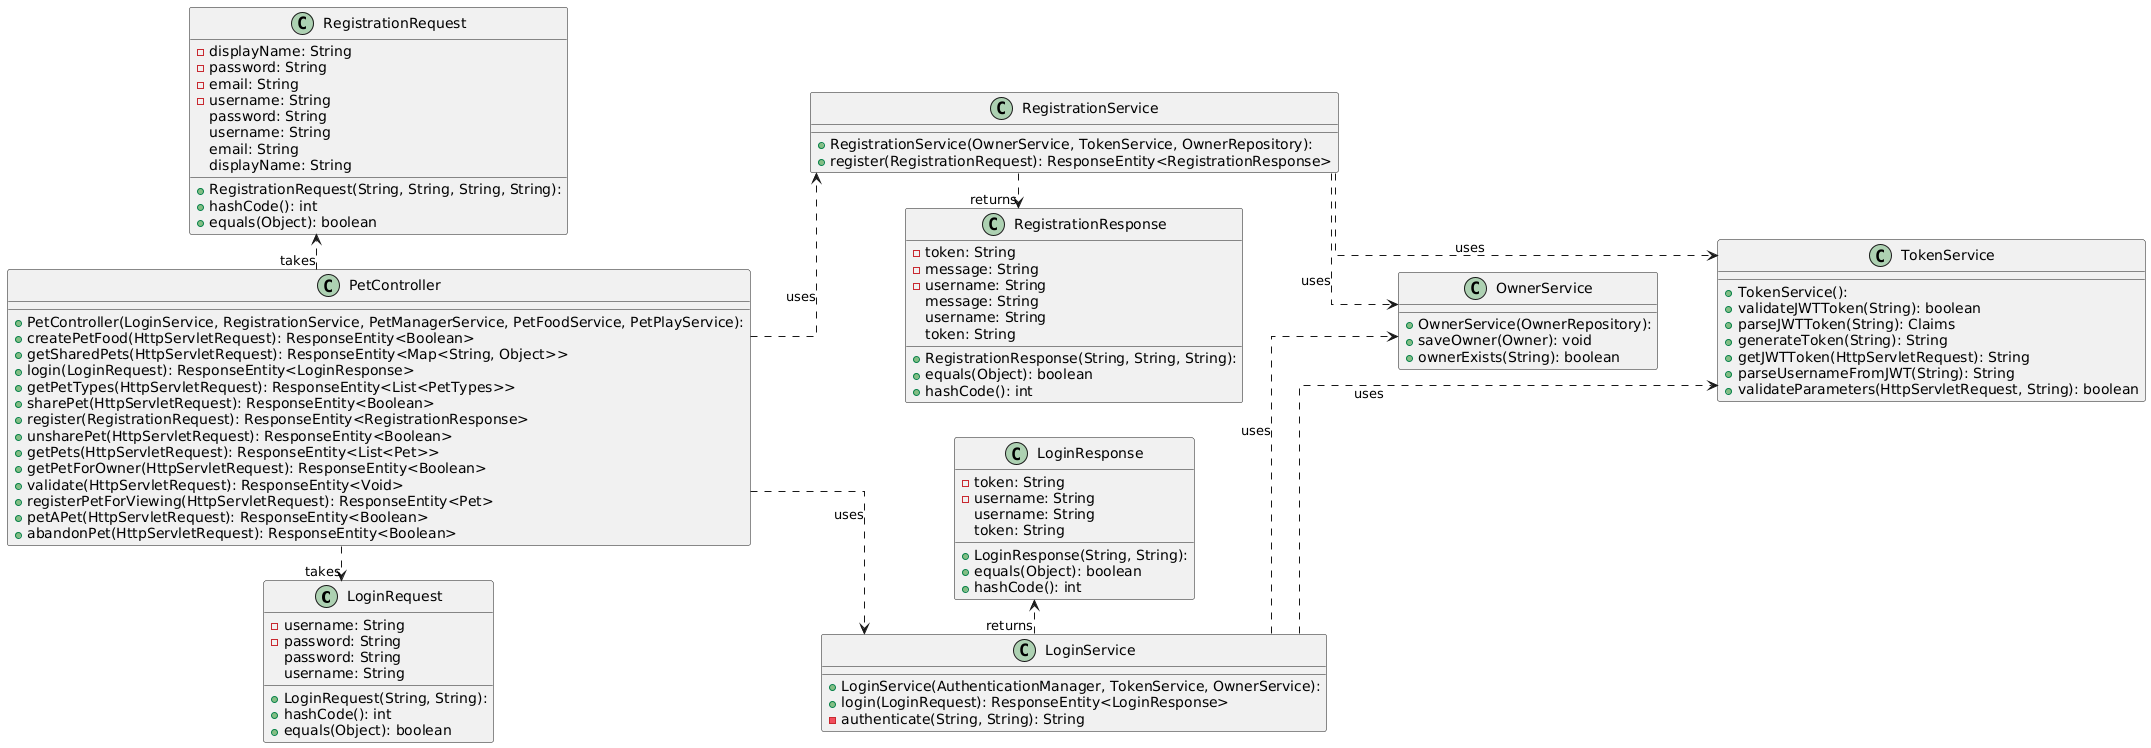 C RegistrationRequest
displayName: String
password: String
email: String
username: String
password: String
username: String
email: String
displayName: String
RegistrationRequest(String, String, String, String):
hashCode(): int
equals(Object): boolean
takes
C PetController
PetController(LoginService, RegistrationService, PetManagerService, PetFoodService, PetPlayService):
createPetFood(HttpServletRequest): ResponseEntity<Boolean>
getSharedPets(HttpServletRequest): ResponseEntity<Map<String, Object>>
login(LoginRequest): ResponseEntity<LoginResponse>
getPetTypes(HttpServletRequest): ResponseEntity<List<PetTypes>>
sharePet(HttpServletRequest): ResponseEntity<Boolean>
register(RegistrationRequest): ResponseEntity<RegistrationResponse>
unsharePet(HttpServletRequest): ResponseEntity<Boolean>
getPets(HttpServletRequest): ResponseEntity<List<Pet>>
getPetForOwner(HttpServletRequest): ResponseEntity<Boolean>
validate(HttpServletRequest): ResponseEntity<Void>
registerPetForViewing(HttpServletRequest): ResponseEntity<Pet>
petAPet(HttpServletRequest): ResponseEntity<Boolean>
abandonPet(HttpServletRequest): ResponseEntity<Boolean>
takes
C LoginRequest
username: String
password: String
password: String
username: String
LoginRequest(String, String):
hashCode(): int
equals(Object): boolean
uses
uses
C RegistrationService
RegistrationService(OwnerService, TokenService, OwnerRepository):
register(RegistrationRequest): ResponseEntity<RegistrationResponse>
returns
C RegistrationResponse
token: String
message: String
username: String
message: String
username: String
token: String
RegistrationResponse(String, String, String):
equals(Object): boolean
hashCode(): int
C LoginResponse
token: String
username: String
username: String
token: String
LoginResponse(String, String):
equals(Object): boolean
hashCode(): int
returns
C LoginService
LoginService(AuthenticationManager, TokenService, OwnerService):
login(LoginRequest): ResponseEntity<LoginResponse>
authenticate(String, String): String
uses
uses
uses
uses
C OwnerService
OwnerService(OwnerRepository):
saveOwner(Owner): void
ownerExists(String): boolean
C TokenService
TokenService():
validateJWTToken(String): boolean
parseJWTToken(String): Claims
generateToken(String): String
getJWTToken(HttpServletRequest): String
parseUsernameFromJWT(String): String
validateParameters(HttpServletRequest, String): boolean